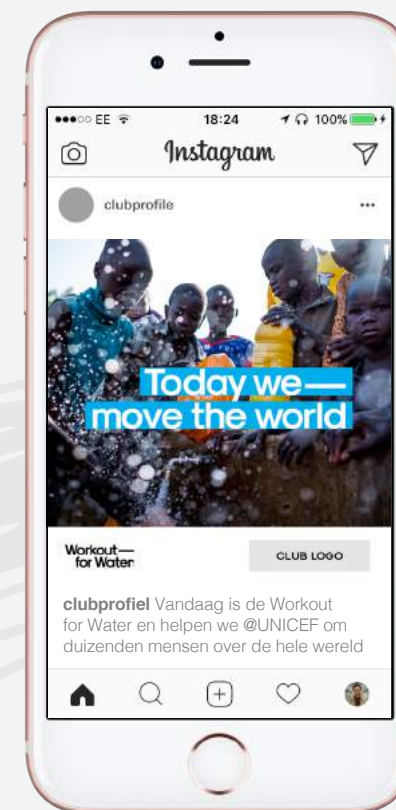 EE 18:24 100%
Instagram
clubprofile
Today we—
move the world
Workout—
for Water
CLUB LOGO
clubprofiel Vandaag is de Workout
for Water en helpen we @UNICEF om
duizenden mensen over de hele wereld